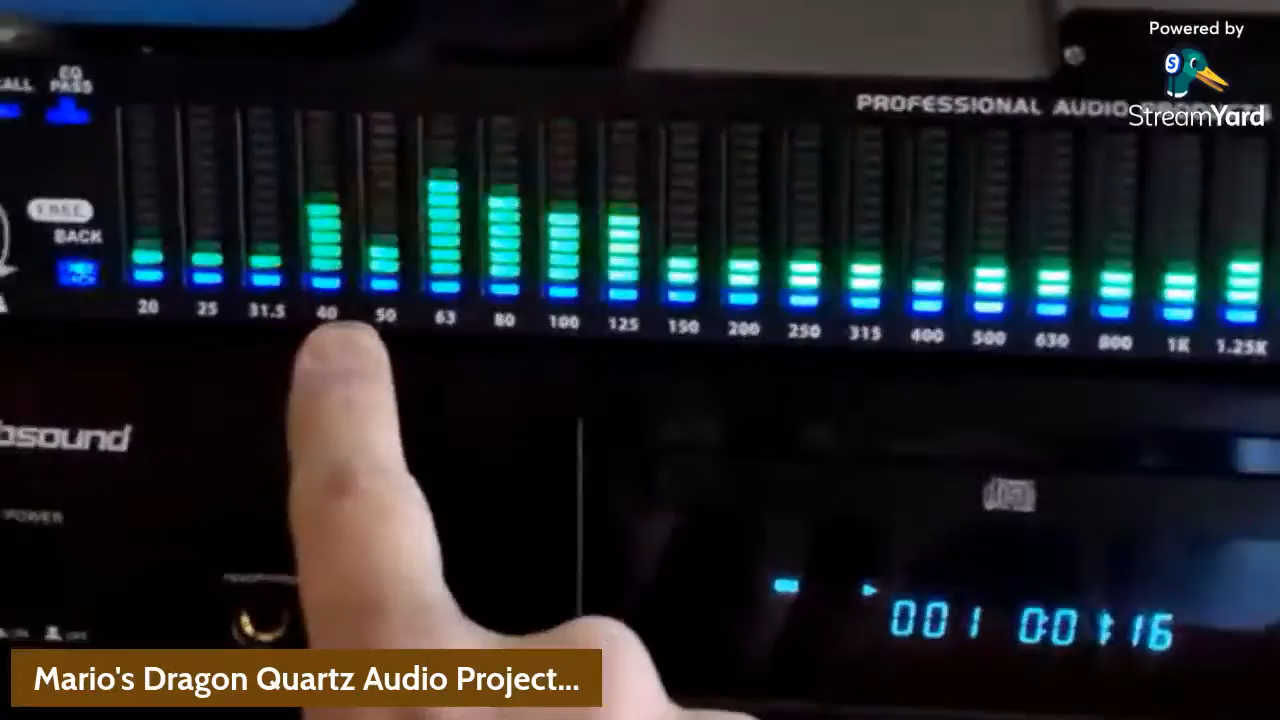 Powered by
StreamYard
EQ
PASS
PROFESSIONAL AUDIO
BACK
20 25 31.5 40 50 63 80 100 125 150 200 250 315 400 500 630 800 1K 1.25K
POWER
001 00:16
Mario's Dragon Quartz Audio Project...